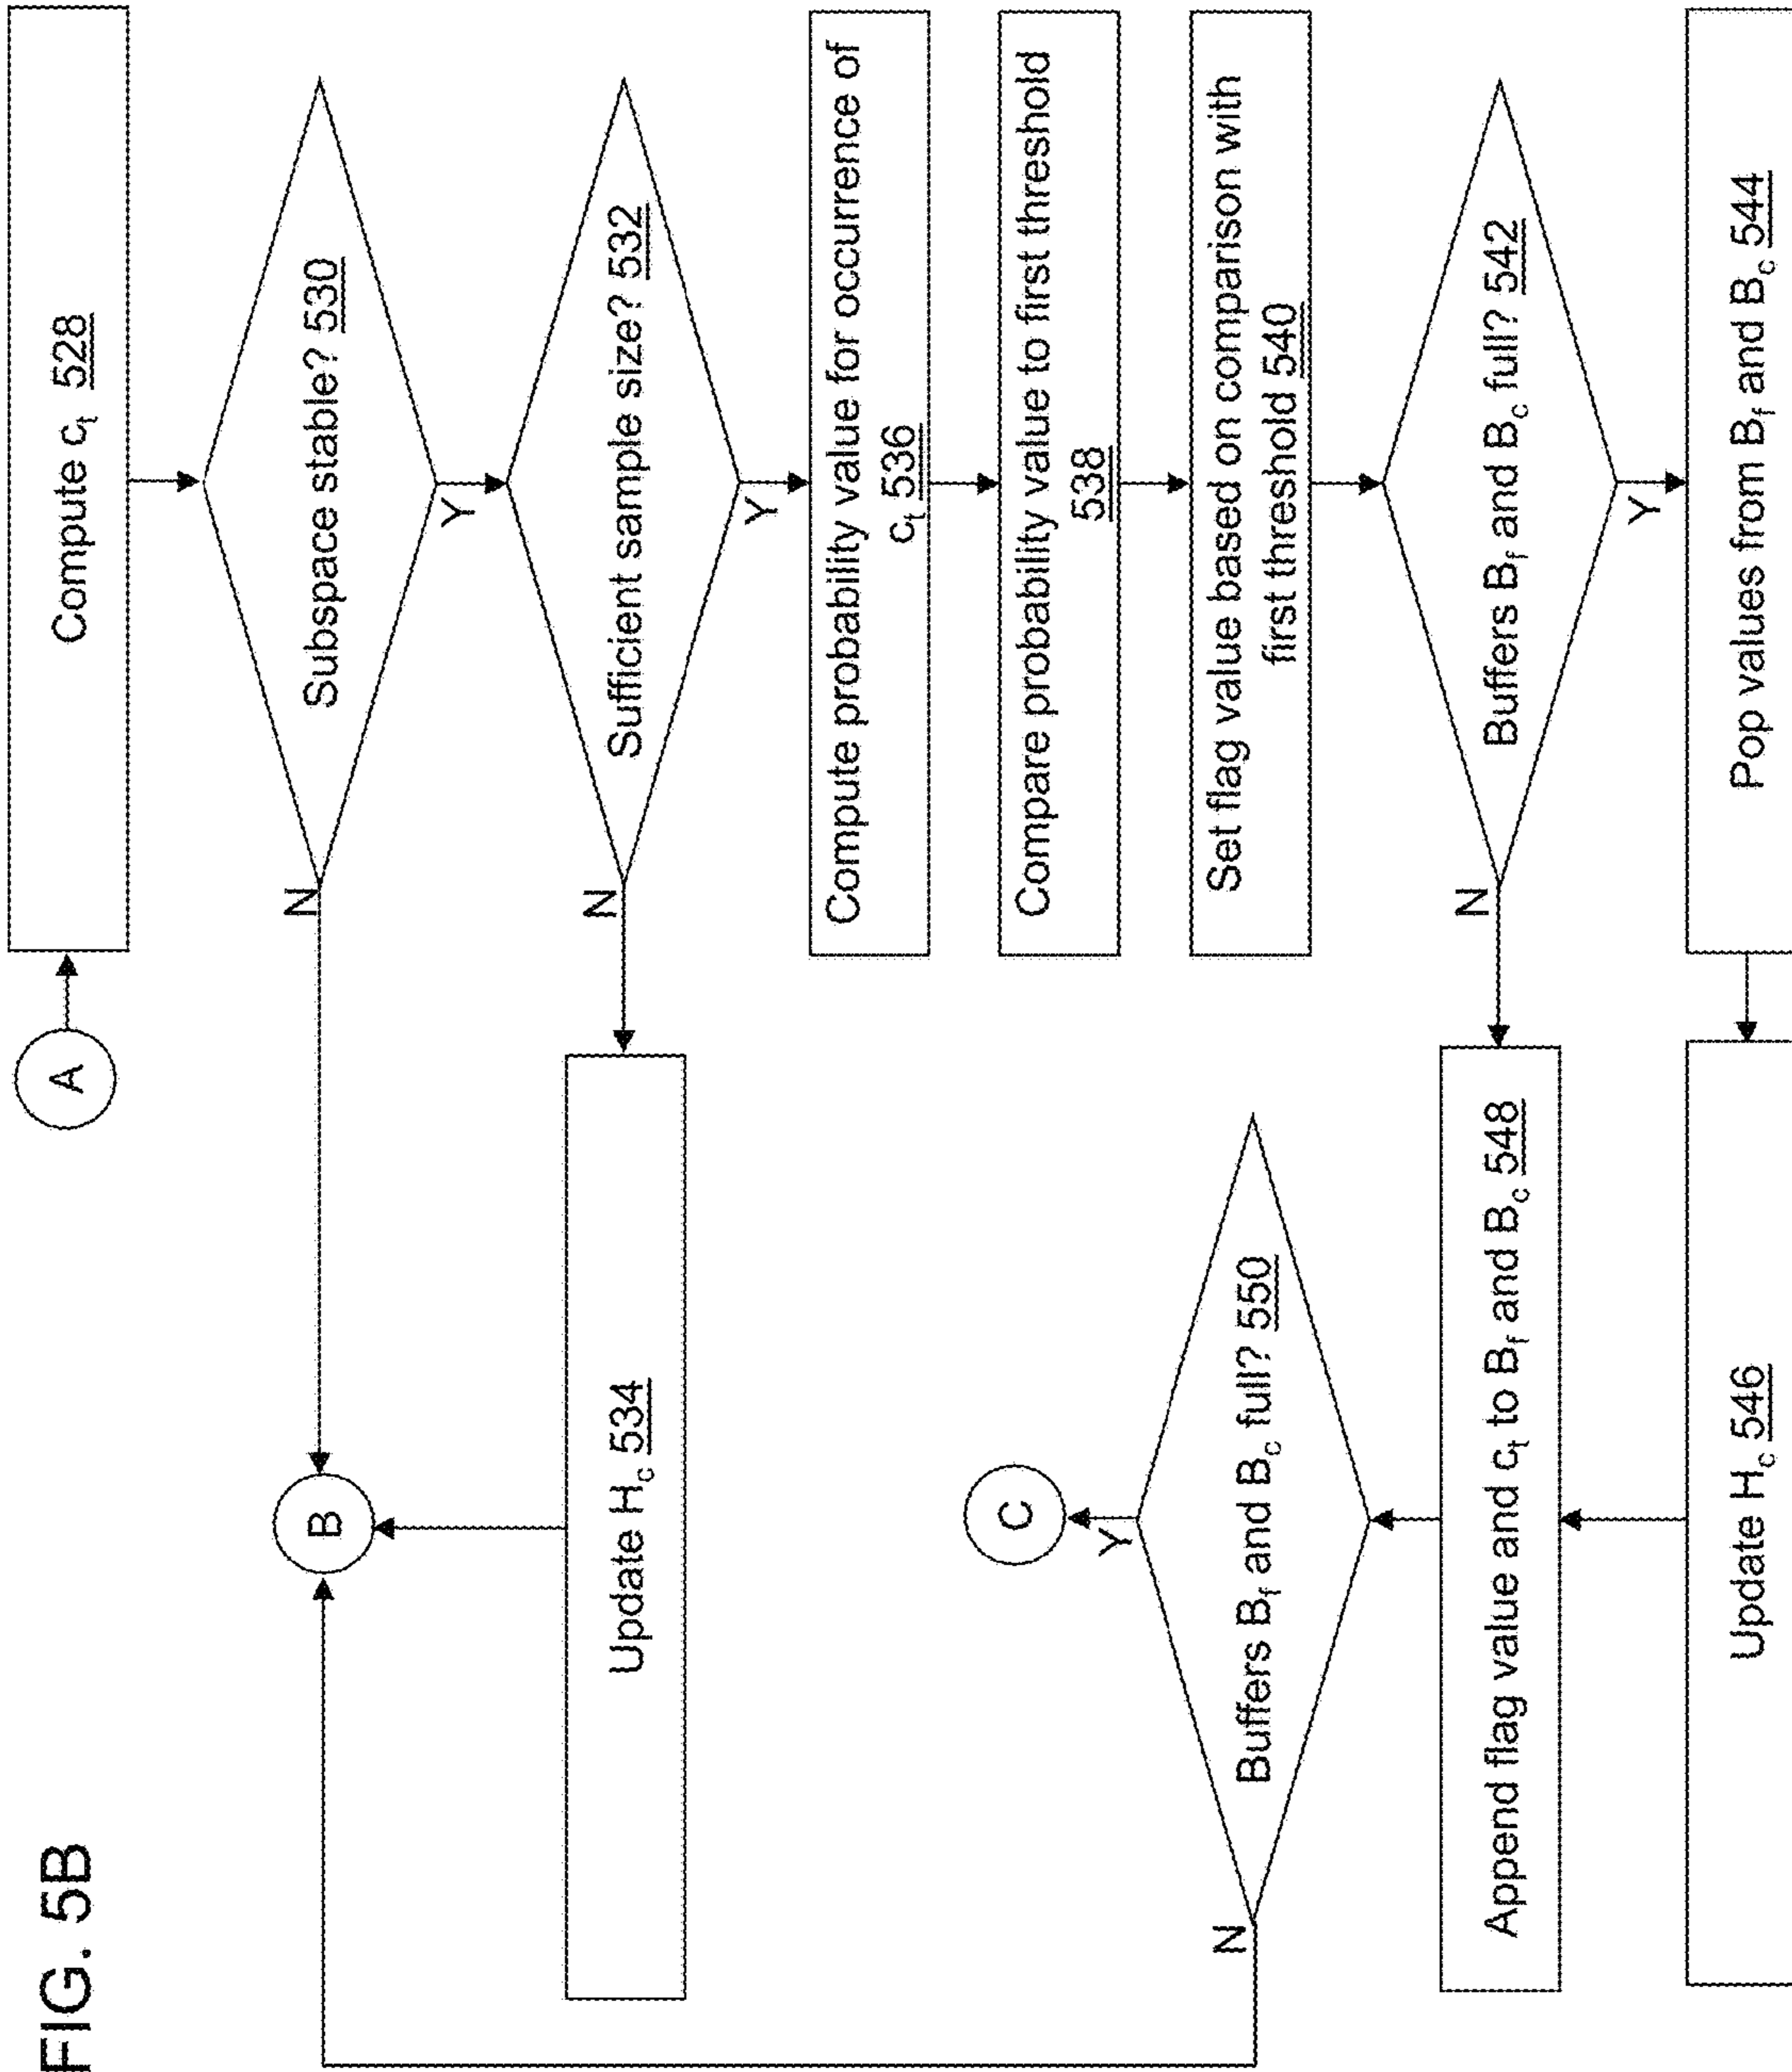 FIG. 5B
A
Compute c_t 528
Subspace stable? 530
N
Y
B
Sufficient sample size? 532
N
Y
Update H_c 534
Compute probability value for occurrence of
c_t 536
Compare probability value to first threshold
538
Set flag value based on comparison with
first threshold 540
Buffers B_f and B_c full? 542
N
Y
Pop values from B_f and B_c 544
Update H_c 546
Append flag value and c_t to B_f and B_c 548
Buffers B_f and B_c full? 550
N
Y
C